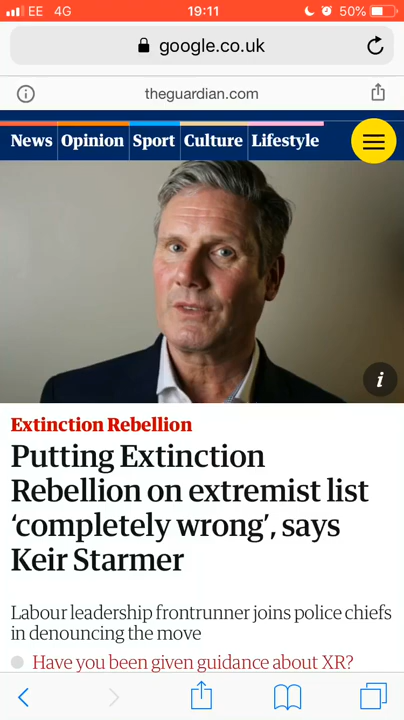 EE 4G 19:11 50%
google.co.uk
theguardian.com
News Opinion Sport Culture Lifestyle
i
Extinction Rebellion
Putting Extinction
Rebellion on extremist list
‘completely wrong’, says
Keir Starmer
Labour leadership frontrunner joins police chiefs
in denouncing the move
Have you been given guidance about XR?